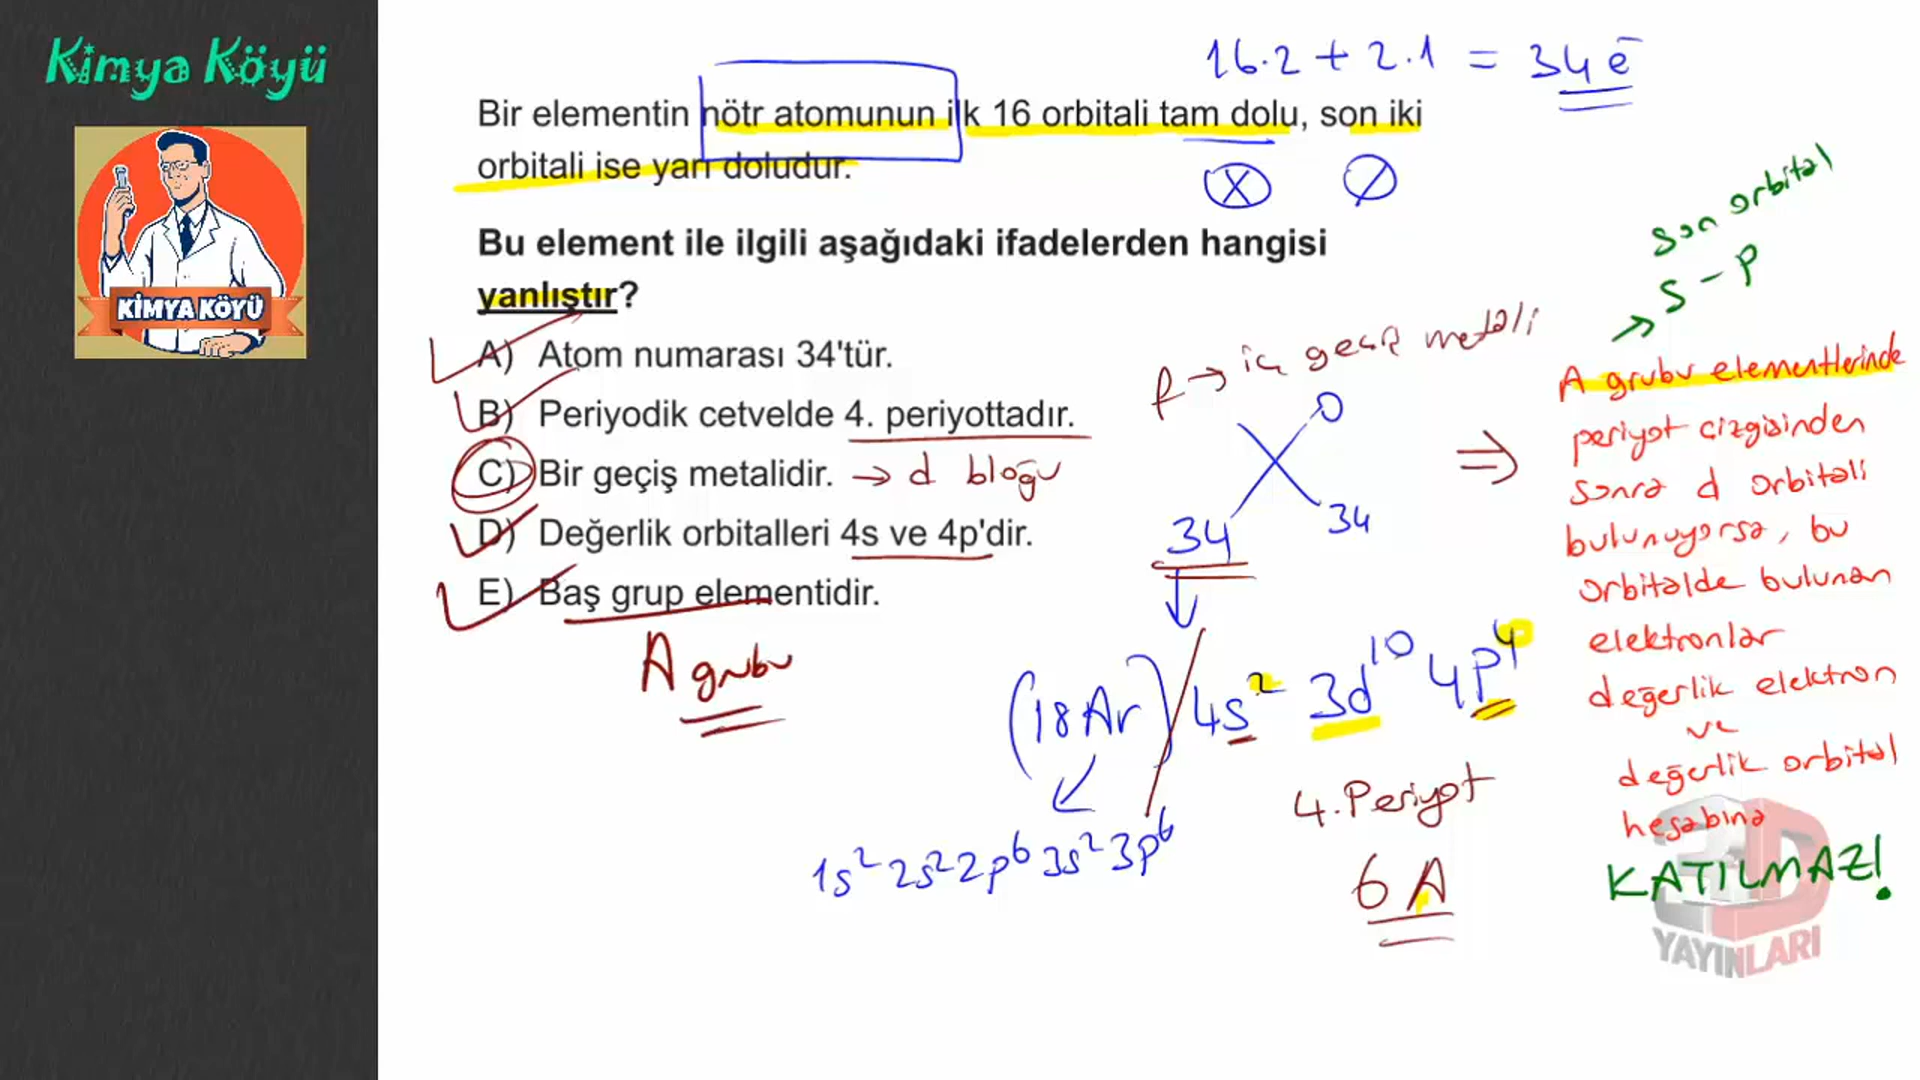 Kimya Köyü
KİMYA KÖYÜ
16.2 + 2.1 = 34 e⁻
Bir elementin nötr atomunun ilk 16 orbitali tam dolu, son iki
orbitali ise yarı doludur.
Bu element ile ilgili aşağıdaki ifadelerden hangisi
yanlıştır?
A) Atom numarası 34'tür.
B) Periyodik cetvelde 4. periyottadır.
C) Bir geçiş metalidir. → d bloğu
D) Değerlik orbitalleri 4s ve 4p'dir.
E) Baş grup elementidir.
A grubu
f → iç geçiş metali
0
34 34
(18Ar) 4s² 3d¹⁰ 4p⁴
1s² 2s² 2p⁶ 3s² 3p⁶
4. Periyot
6 A
son orbital
→ s - p
⇒ A grubu elementlerinde
periyot çizgisinden
sonra d orbitali
bulunuyorsa, bu
orbitalde bulunan
elektronlar
değerlik elektron
ve
değerlik orbital
hesabına
KATILMAZ!
3D
YAYINLARI